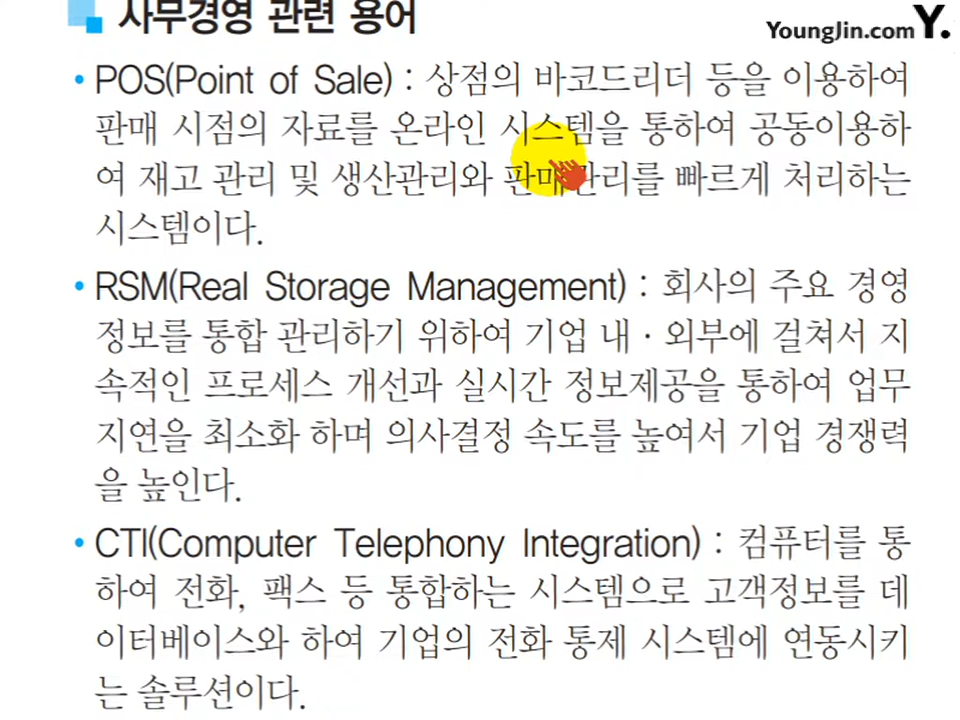 사무경영 관련 용어
YoungJin.com Y.
• POS(Point of Sale) : 상점의 바코드리더 등을 이용하여
판매 시점의 자료를 온라인 시스템을 통하여 공동이용하
여 재고 관리 및 생산관리와 판매관리를 빠르게 처리하는
시스템이다.
• RSM(Real Storage Management) : 회사의 주요 경영
정보를 통합 관리하기 위하여 기업 내 · 외부에 걸쳐서 지
속적인 프로세스 개선과 실시간 정보제공을 통하여 업무
지연을 최소화 하며 의사결정 속도를 높여서 기업 경쟁력
을 높인다.
• CTI(Computer Telephony Integration) : 컴퓨터를 통
하여 전화, 팩스 등 통합하는 시스템으로 고객정보를 데
이터베이스와 하여 기업의 전화 통제 시스템에 연동시키
는 솔루션이다.